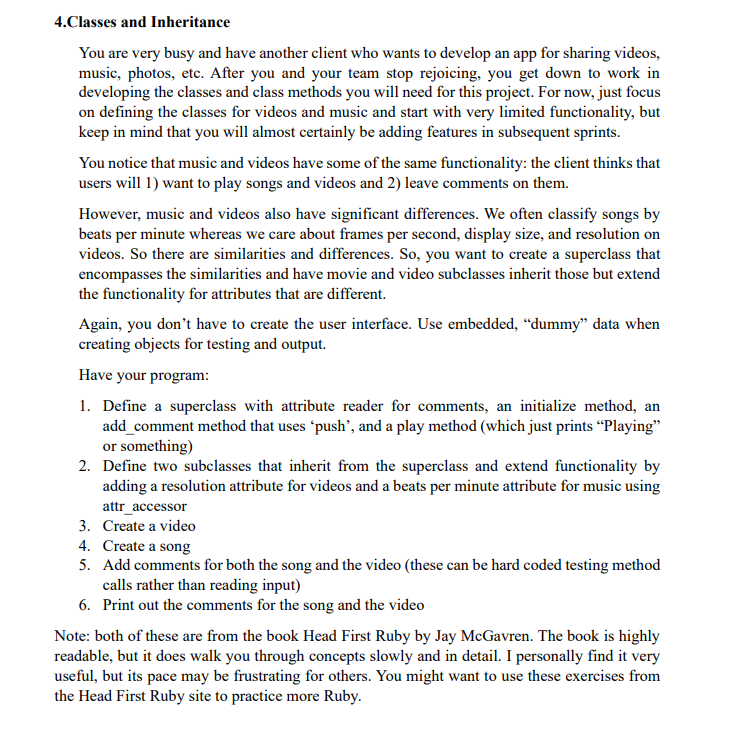 4.Classes and Inheritance
You are very busy and have another client who wants to develop an app for sharing videos,
music, photos, etc. After you and your team stop rejoicing, you get down to work in
developing the classes and class methods you will need for this project. For now, just focus
on defining the classes for videos and music and start with very limited functionality, but
keep in mind that you will almost certainly be adding features in subsequent sprints.
You notice that music and videos have some of the same functionality: the client thinks that
users will 1) want to play songs and videos and 2) leave comments on them.
However, music and videos also have significant differences. We often classify songs by
beats per minute whereas we care about frames per second, display size, and resolution on
videos. So there are similarities and differences. So, you want to create a superclass that
encompasses the similarities and have movie and video subclasses inherit those but extend
the functionality for attributes that are different.
Again, you don’t have to create the user interface. Use embedded, “dummy” data when
creating objects for testing and output.
Have your program:
1. Define a superclass with attribute reader for comments, an initialize method, an
add_comment method that uses ‘push’, and a play method (which just prints “Playing”
or something)
2. Define two subclasses that inherit from the superclass and extend functionality by
adding a resolution attribute for videos and a beats per minute attribute for music using
attr_accessor
3. Create a video
4. Create a song
5. Add comments for both the song and the video (these can be hard coded testing method
calls rather than reading input)
6. Print out the comments for the song and the video
Note: both of these are from the book Head First Ruby by Jay McGavren. The book is highly
readable, but it does walk you through concepts slowly and in detail. I personally find it very
useful, but its pace may be frustrating for others. You might want to use these exercises from
the Head First Ruby site to practice more Ruby.